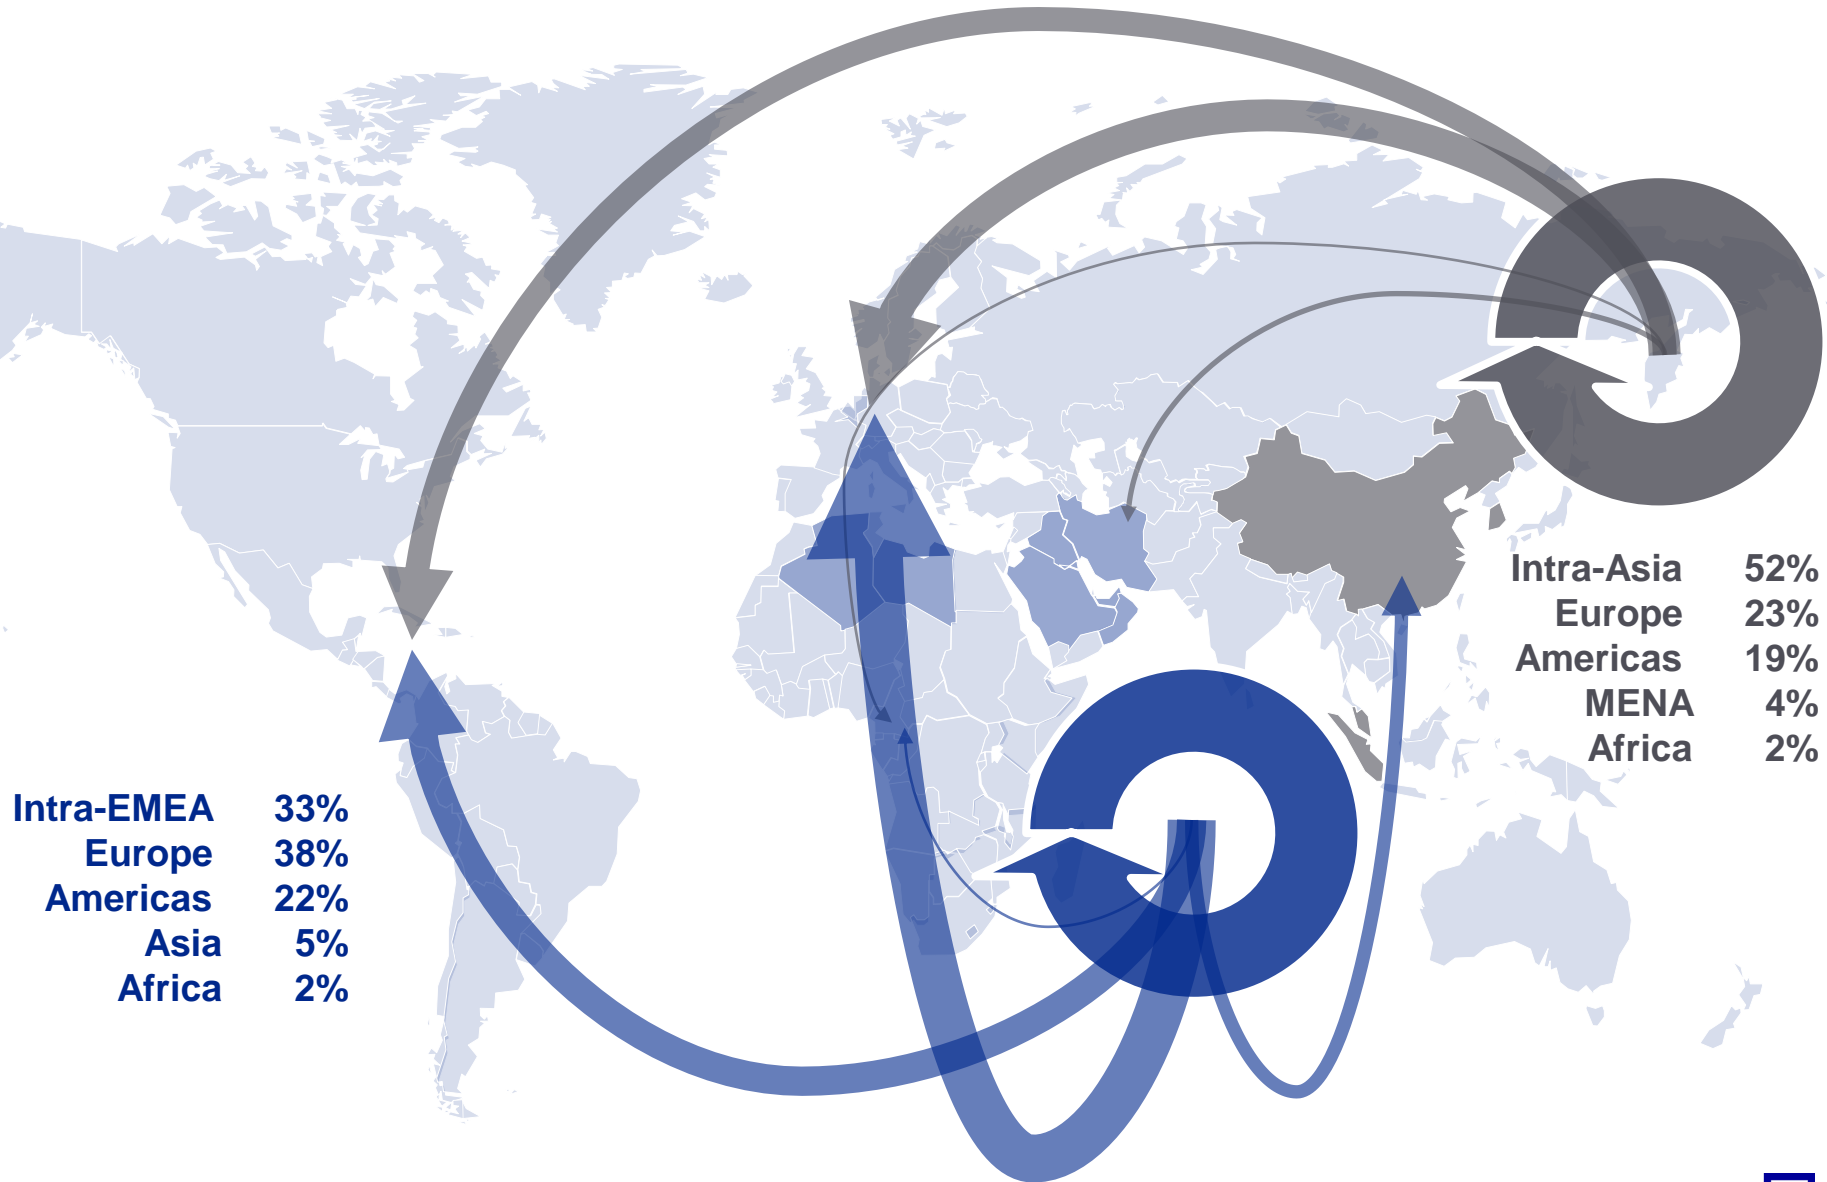 Intra-Asia 52%
Europe 23%
Americas 19%
MENA 4%
Africa 2%
Intra-EMEA 33%
Europe 38%
Americas 22%
Asia 5%
Africa 2%